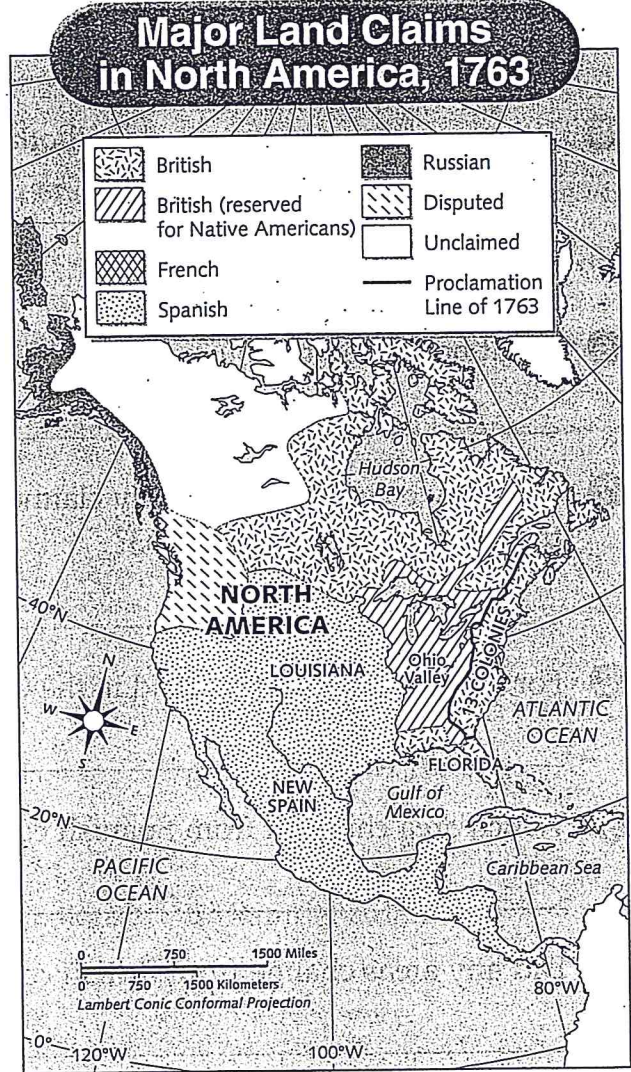 Major Land Claims
in North America, 1763
British
British (reserved
for Native Americans)
French
Spanish
Russian
Disputed
Unclaimed
Proclamation
Line of 1763
Hudson
Bay
40°N
NORTH
AMERICA
LOUISIANA
Ohio
Valley
13 COLONIES
N
W
E
S
ATLANTIC
OCEAN
FLORIDA
NEW
SPAIN
Gulf of
Mexico
20°N
PACIFIC
OCEAN
Caribbean Sea
0 750 1500 Miles
0 750 1500 Kilometers
Lambert Conic Conformal Projection
80°W
0°
120°W
100°W